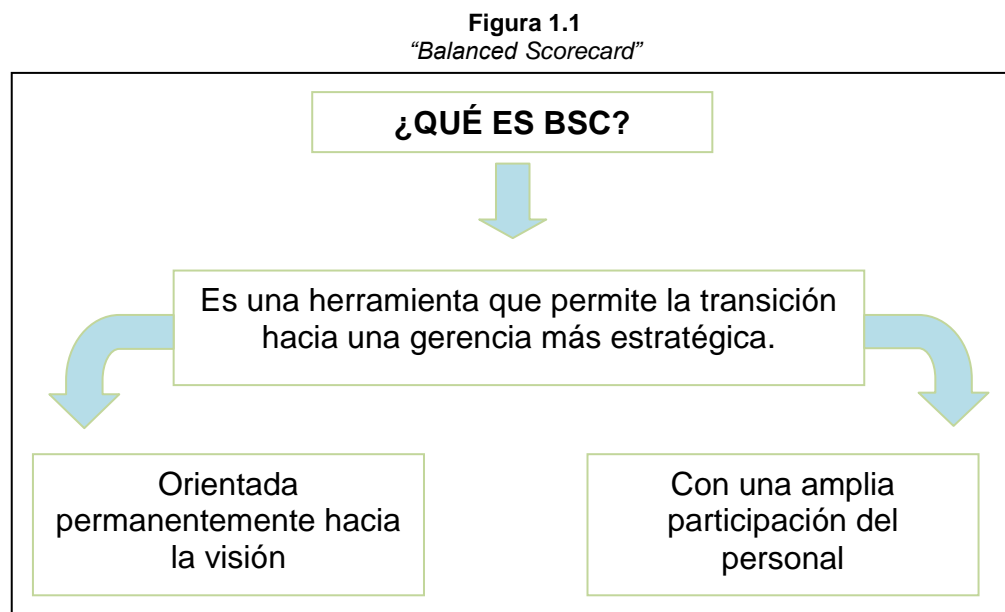 Figura 1.1
“Balanced Scorecard”
¿QUÉ ES BSC?
Es una herramienta que permite la transición
hacia una gerencia más estratégica.
Orientada
permanentemente hacia
la visión
Con una amplia
participación del
personal